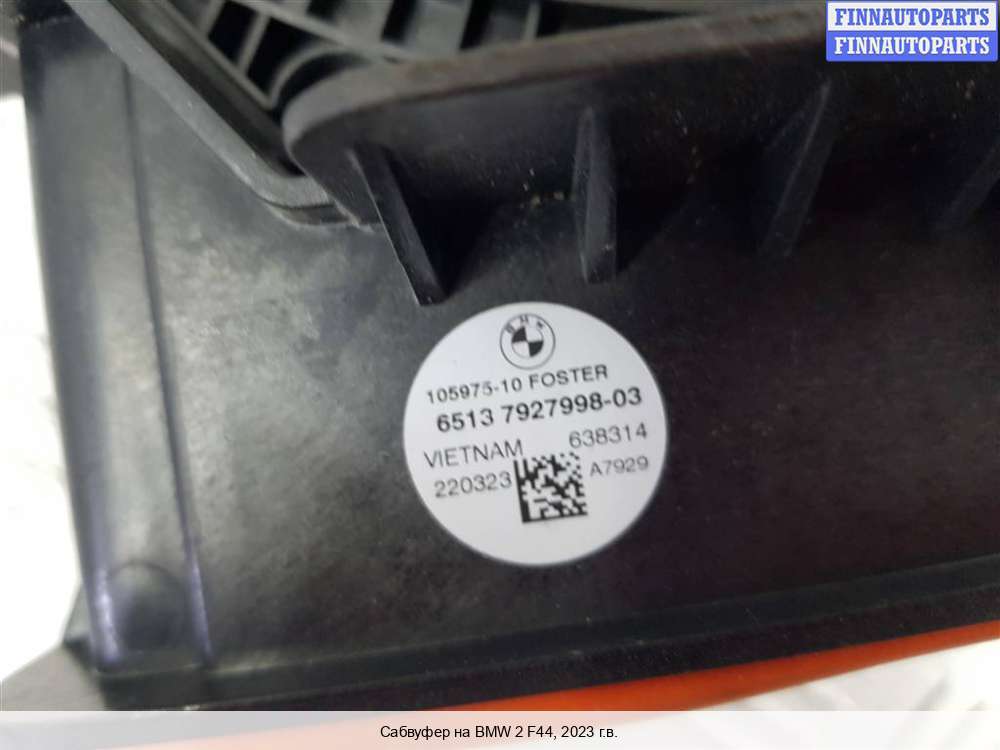 FINNAUTOPARTS
FINNAUTOPARTS
BMW
105975-10 FOSTER
6513 7927998-03
VIETNAM 638314
220323 A7929
Сабвуфер на BMW 2 F44, 2023 г.в.